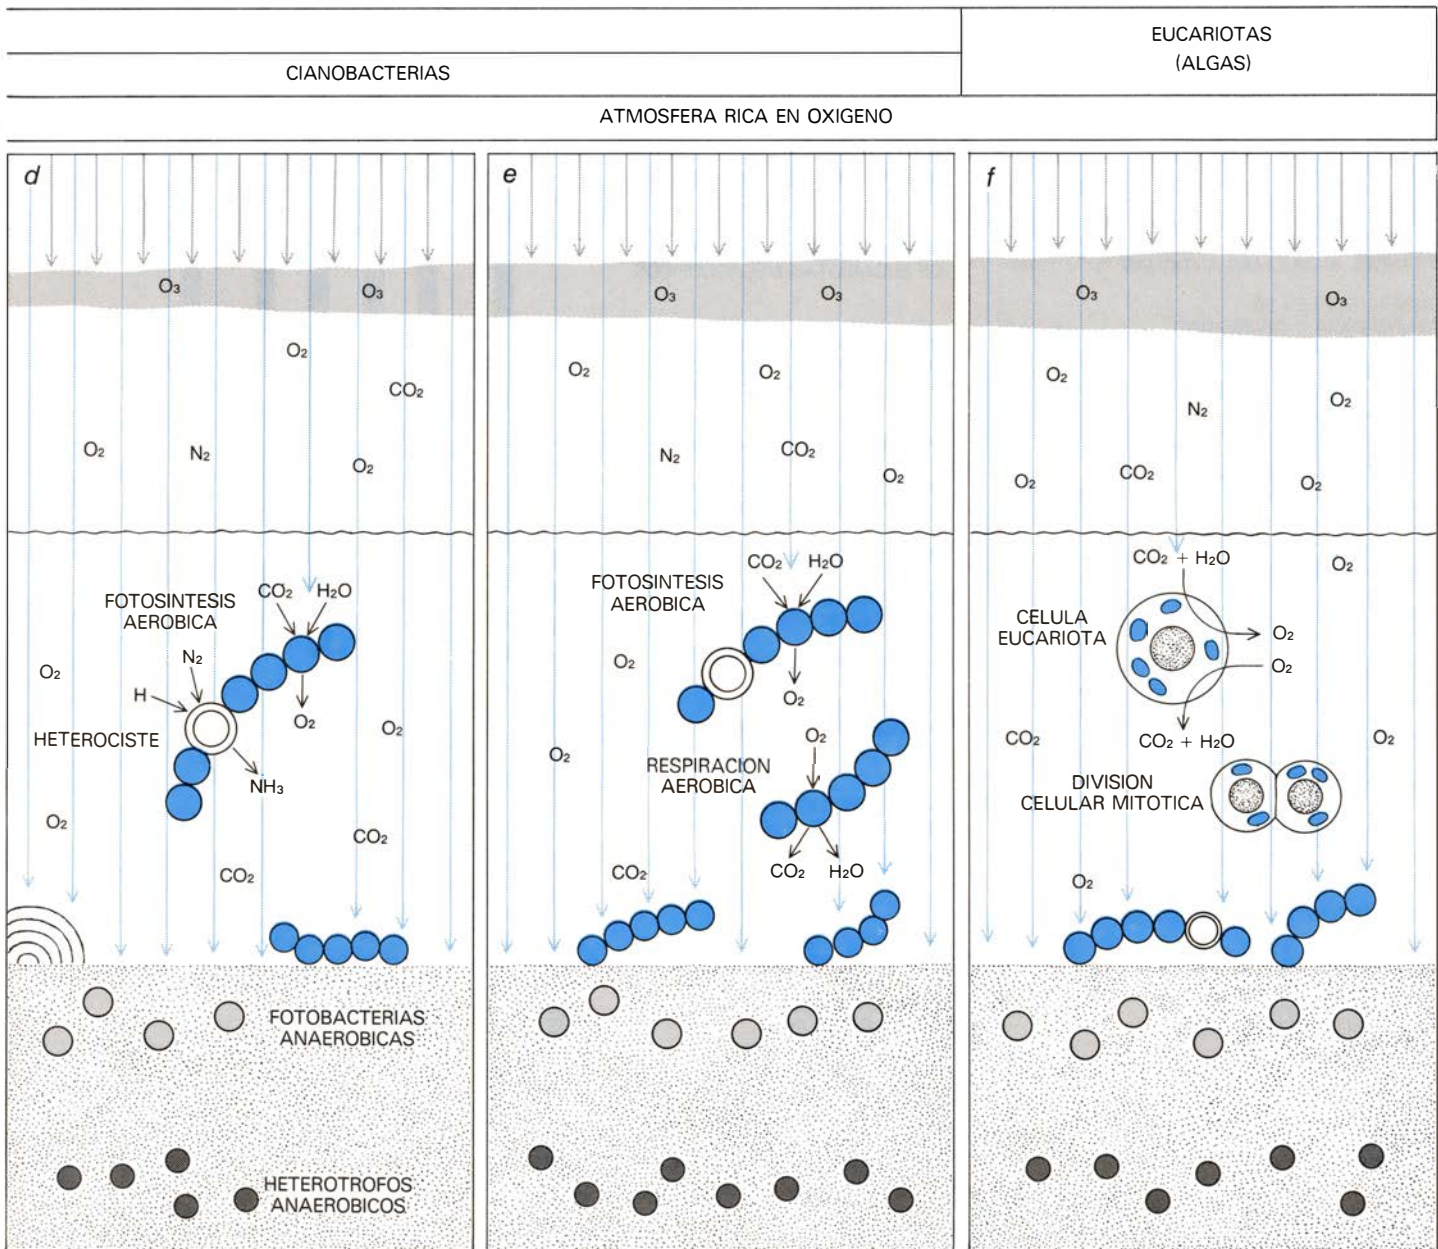 CIANOBACTERIAS
EUCARIOTAS
(ALGAS)
ATMOSFERA RICA EN OXIGENO
d
O₃
O₃
O₂
CO₂
O₂
N₂
O₂
FOTOSINTESIS
AEROBICA
CO₂
H₂O
N₂
H
O₂
O₂
O₂
HETEROCISTE
NH₃
O₂
CO₂
CO₂
FOTOBACTERIAS
ANAEROBICAS
HETEROTROFOS
ANAEROBICOS
e
O₃
O₃
O₂
O₂
N₂
CO₂
O₂
CO₂
H₂O
FOTOSINTESIS
AEROBICA
O₂
O₂
O₂
O₂
RESPIRACION
AEROBICA
CO₂
CO₂
H₂O
f
O₃
O₃
O₂
O₂
N₂
CO₂
O₂
O₂
CO₂ + H₂O
O₂
CELULA
EUCARIOTA
O₂
O₂
CO₂
CO₂ + H₂O
O₂
DIVISION
CELULAR MITOTICA
O₂